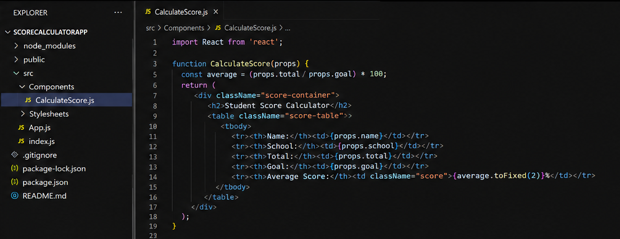 EXPLORER
SCORECALCULATORAPP
node_modules
public
src
Components
JS CalculateScore.js
Stylesheets
JS App.js
JS index.js
.gitignore
package-lock.json
package.json
README.md
JS CalculateScore.js ×
src > Components > JS CalculateScore.js > ...
1 import React from 'react';
2
3 function CalculateScore(props) {
5 const average = (props.total / props.goal) * 100;
6 return (
7 <div className="score-container">
8 <h2>Student Score Calculator</h2>
9 <table className="score-table">>
10 <tbody>
11 <tr><th>Name:</th><td>{props.name}</td></tr>
12 <tr><th>School:</th><td>{props.school}</td></tr>
13 <tr><th>Total:</th><td>{props.total}</td></tr>
13 <tr><th>Goal:</th><td>{props.goal}</td></tr>
14 <tr><th>Average Score:</th><td className="score">{average.toFixed(2)}%</td></tr>
15 </tbody>
16 </table>
17 </div>
18 );
19 }
23